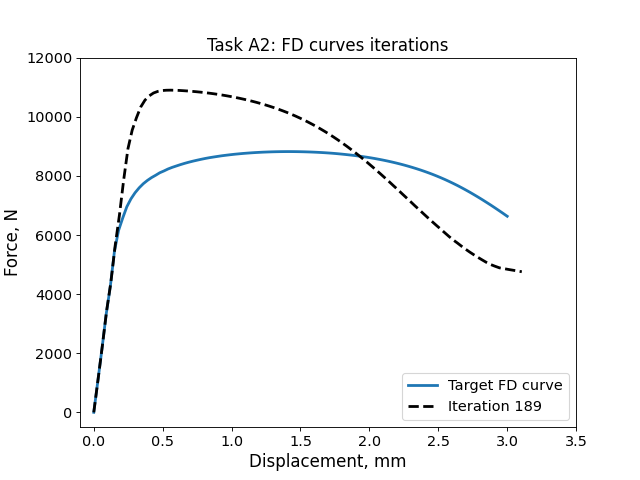 Task A2: FD curves iterations
12000
10000
8000
6000
4000
2000
0
Force, N
0.0 0.5 1.0 1.5 2.0 2.5 3.0 3.5
Displacement, mm
Target FD curve
Iteration 189